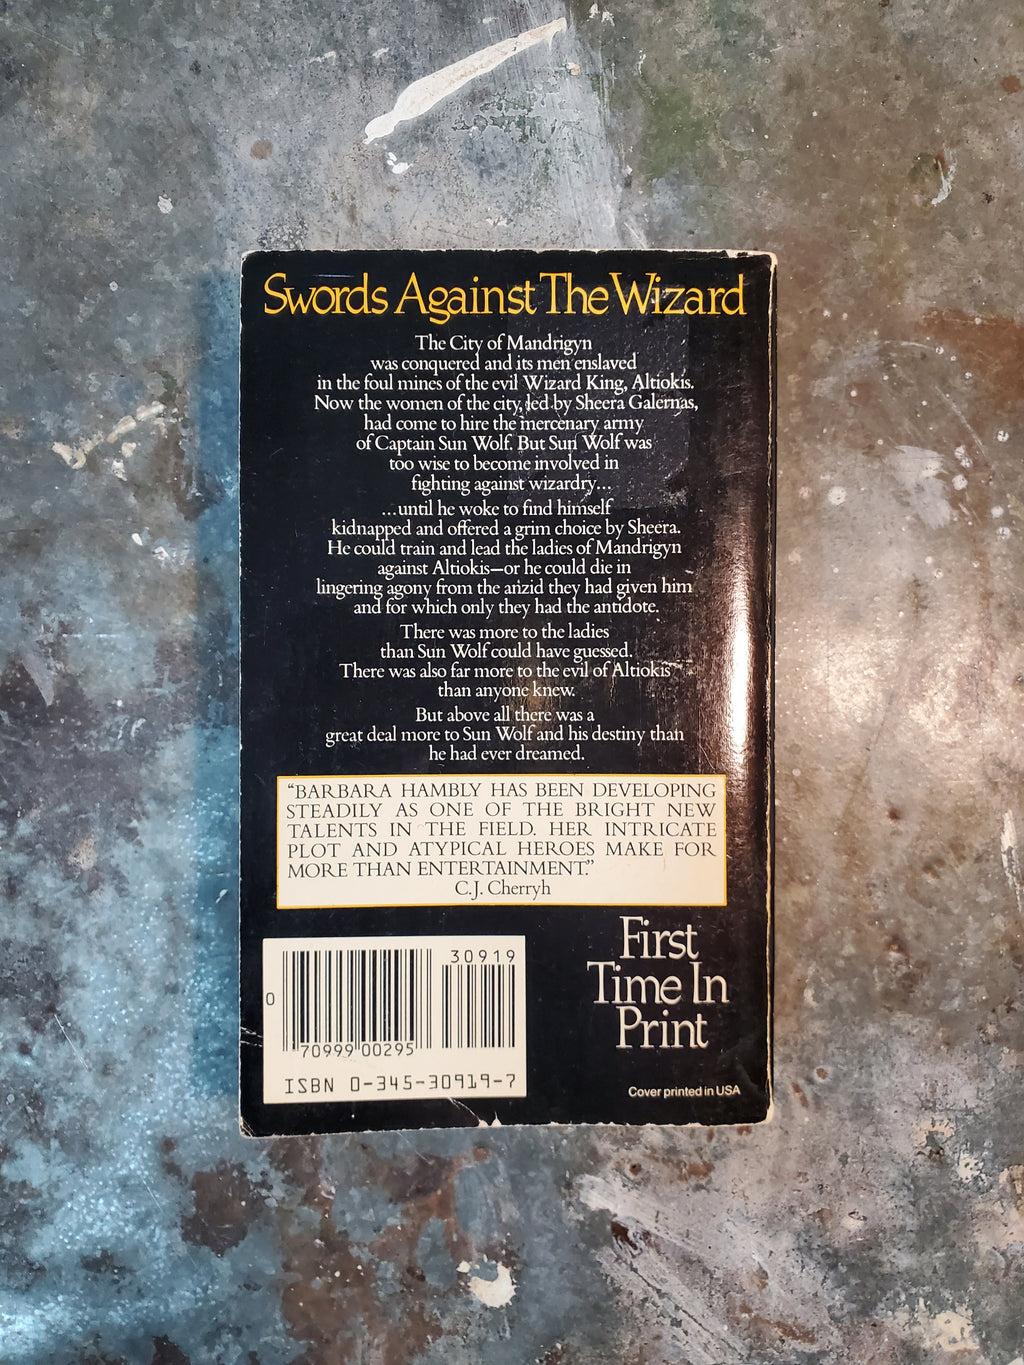 Swords Against The Wizard
The City of Mandrigyn
was conquered and its men enslaved
in the foul mines of the evil Wizard King, Altiokis.
Now the women of the city, led by Sheera Galernas,
had come to hire the mercenary army
of Captain Sun Wolf. But Sun Wolf was
too wise to become involved in
fighting against wizardry...
...until he woke to find himself
kidnapped and offered a grim choice by Sheera.
He could train and lead the ladies of Mandrigyn
against Altiokis—or he could die in
lingering agony from the anzid they had given him
and for which only they had the antidote.
There was more to the ladies
than Sun Wolf could have guessed.
There was also far more to the evil of Altiokis
than anyone knew.
But above all there was a
great deal more to Sun Wolf and his destiny than
he had ever dreamed.
“BARBARA HAMBLY HAS BEEN DEVELOPING
STEADILY AS ONE OF THE BRIGHT NEW
TALENTS IN THE FIELD. HER INTRICATE
PLOT AND ATYPICAL HEROES MAKE FOR
MORE THAN ENTERTAINMENT.”
C.J. Cherryh
First
Time In
Print
30919
0
70999 00295
ISBN 0-345-30919-7
Cover printed in USA